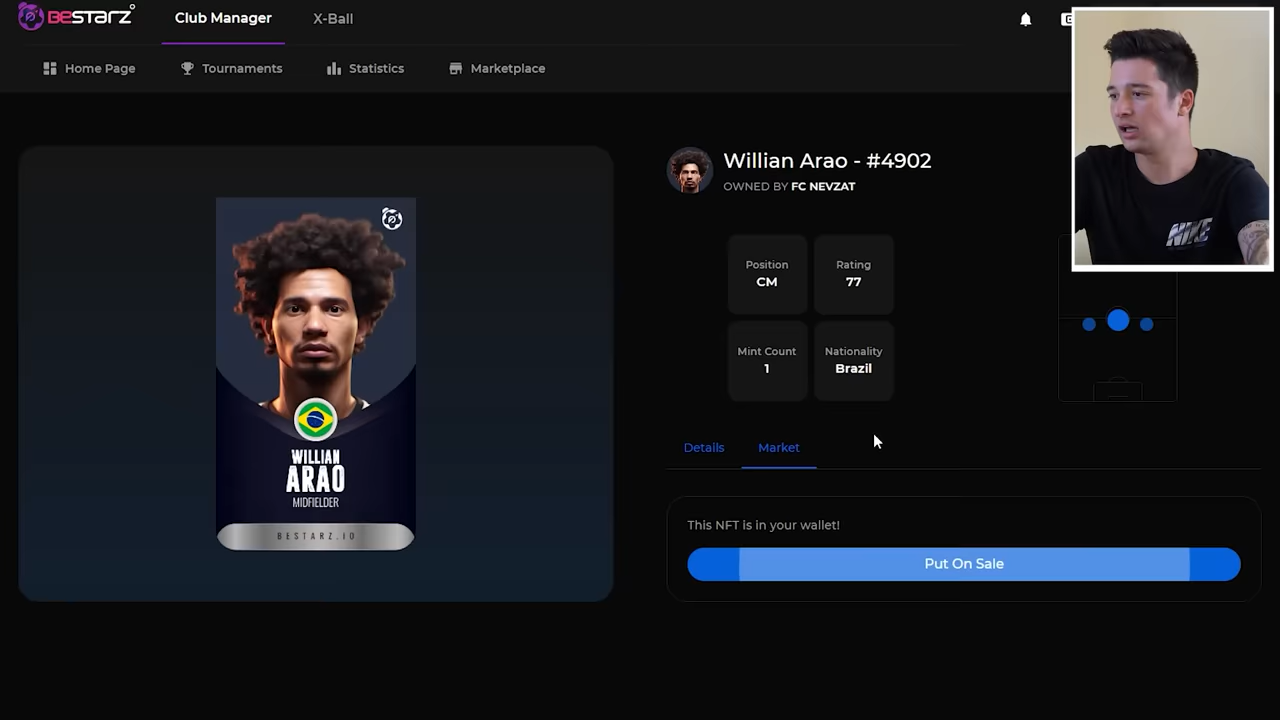 BESTARZ
Club Manager
X-Ball
Home Page
Tournaments
Statistics
Marketplace
Willian Arao - #4902
OWNED BY FC NEVZAT
Position
CM
Rating
77
Mint Count
1
Nationality
Brazil
WILLIAN
ARAO
MIDFIELDER
BESTARZ.IO
Details
Market
This NFT is in your wallet!
Put On Sale
NIKE